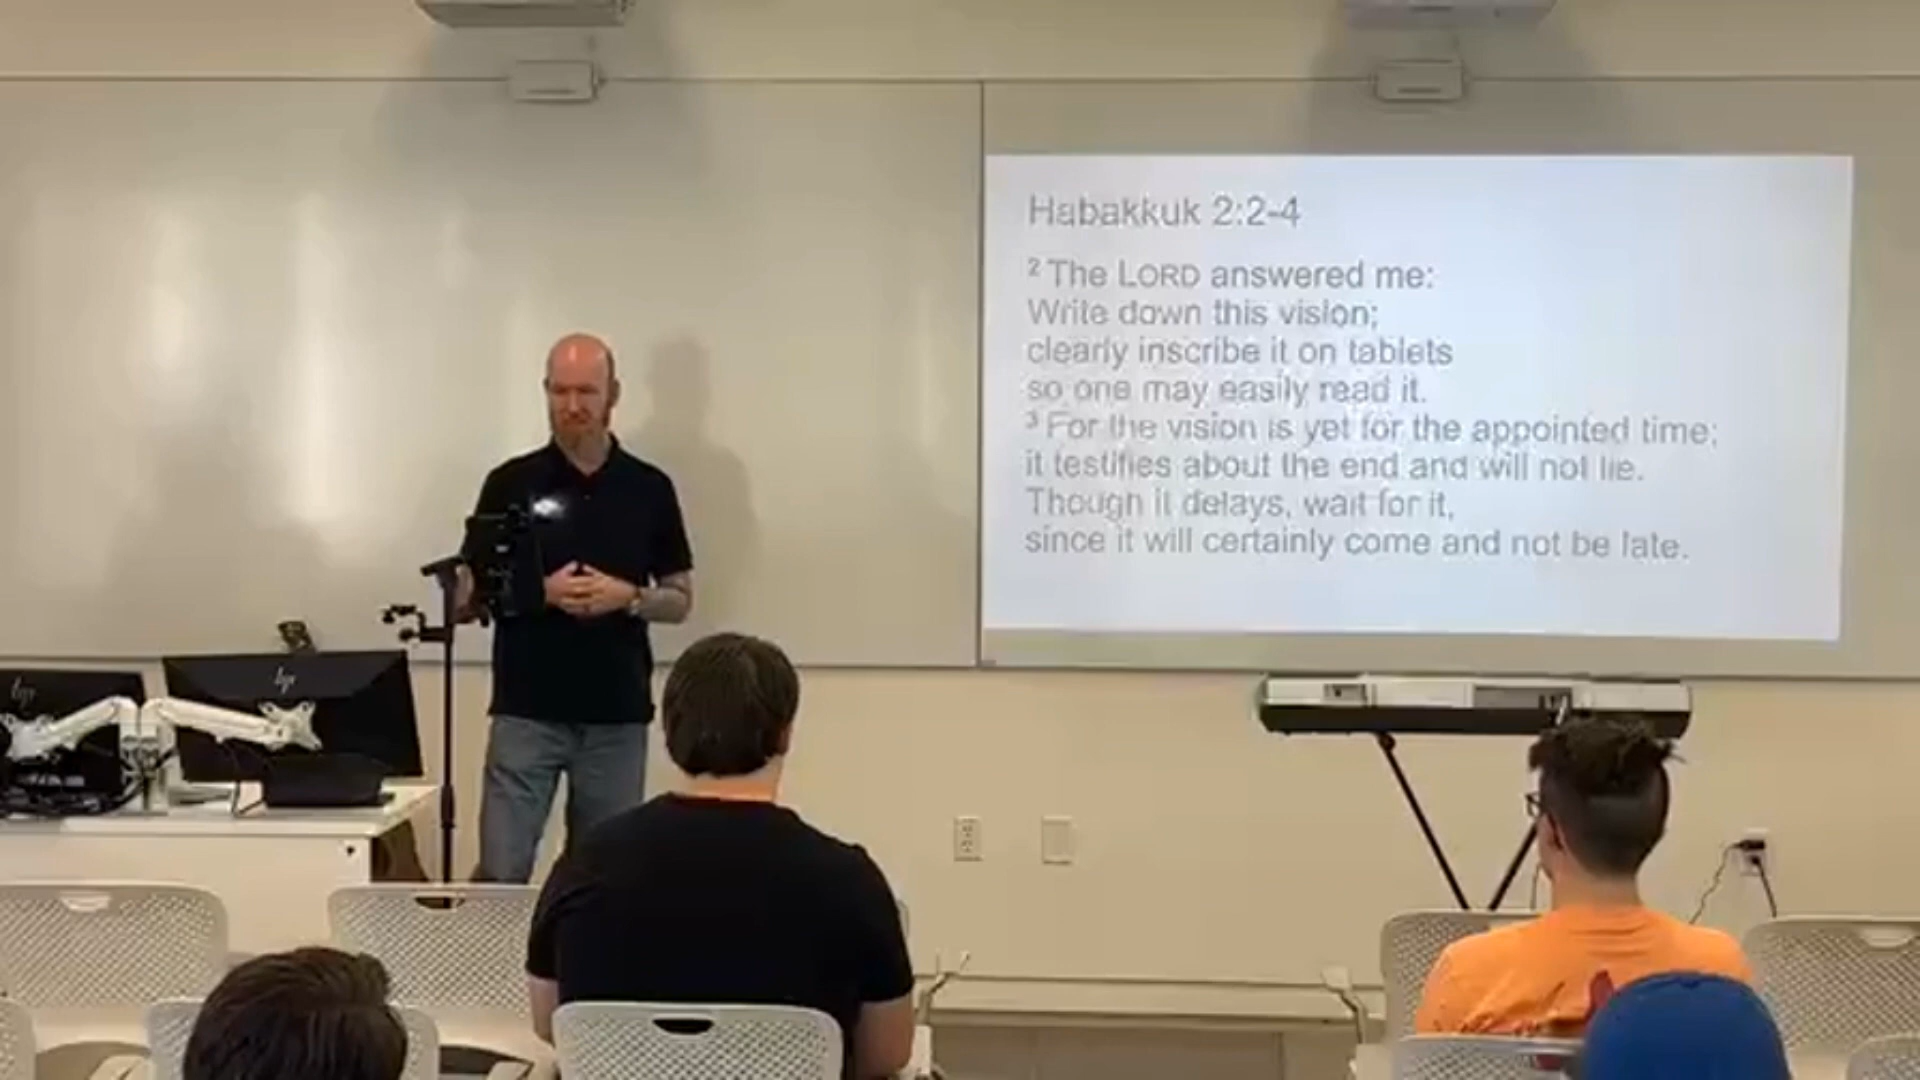 Habakkuk 2:2-4
2 The LORD answered me:
Write down this vision;
clearly inscribe it on tablets
so one may easily read it.
3 For the vision is yet for the appointed time;
it testifies about the end and will not lie.
Though it delays, wait for it,
since it will certainly come and not be late.
hp
hp